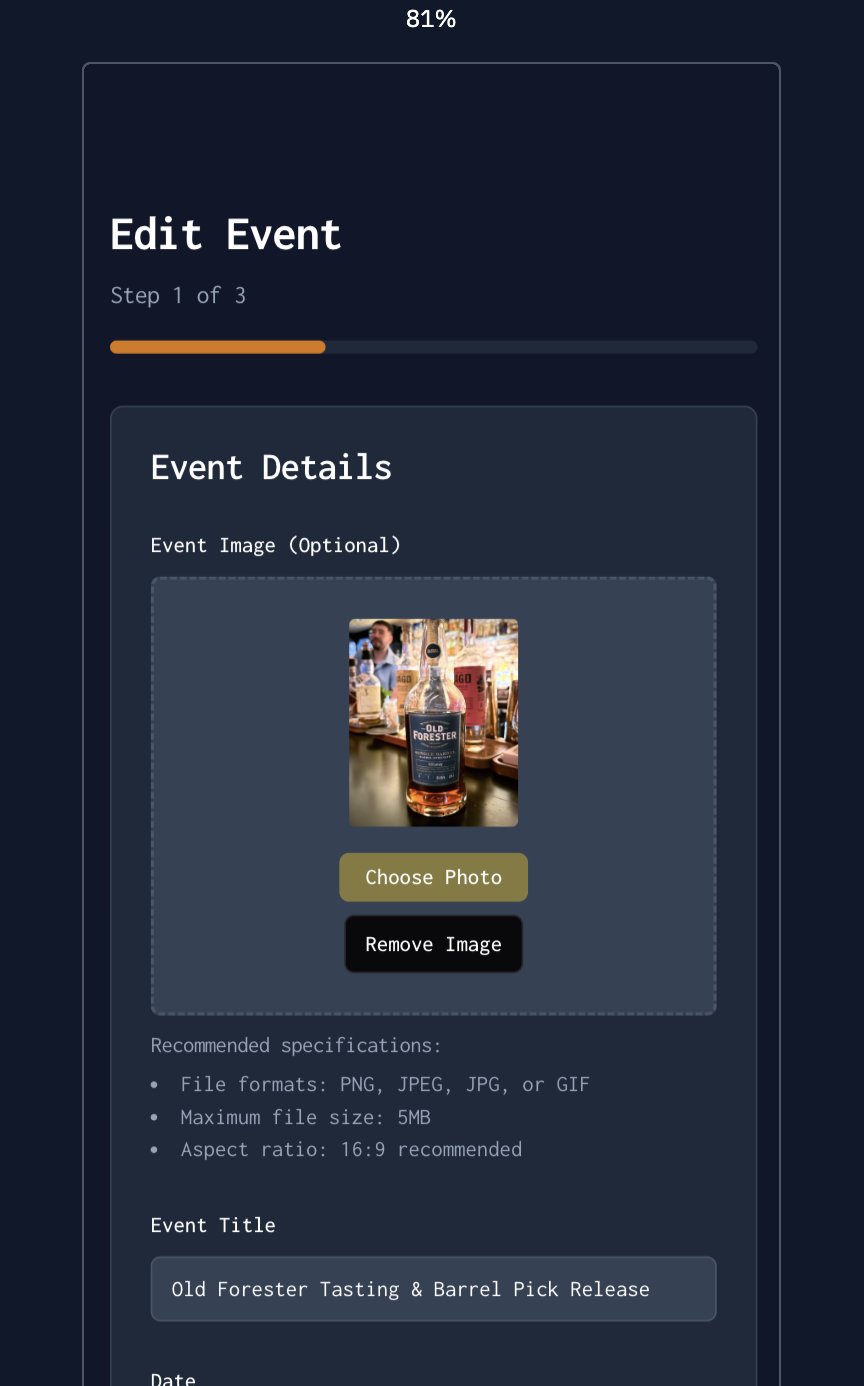 81%
Edit Event
Step 1 of 3
Event Details
Event Image (Optional)
OLD
FORESTER
Choose Photo
Remove Image
Recommended specifications:
• File formats: PNG, JPEG, JPG, or GIF
• Maximum file size: 5MB
• Aspect ratio: 16:9 recommended
Event Title
Old Forester Tasting & Barrel Pick Release
Date